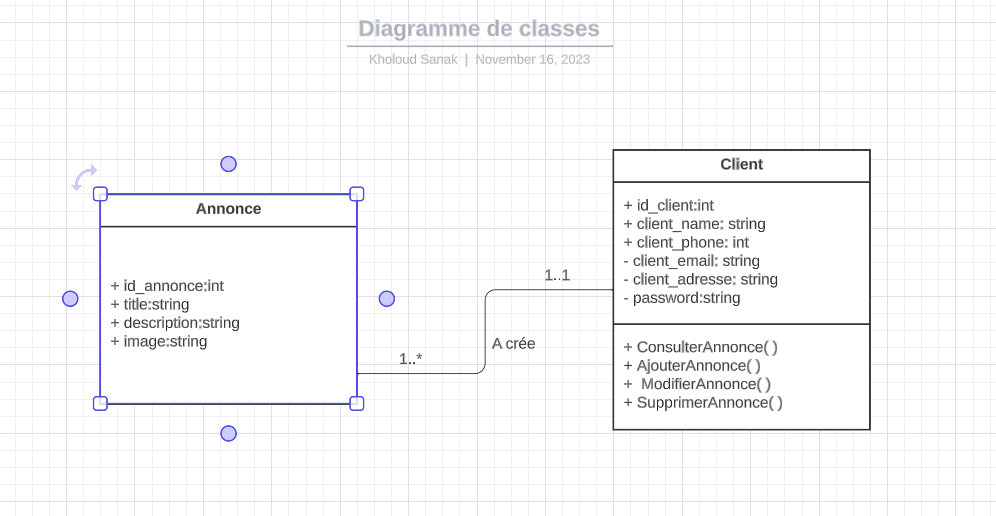 Diagramme de classes
Kholoud Sanak | November 16, 2023
Annonce
+ id_annonce:int
+ title:string
+ description:string
+ image:string
1..*
A crée
1..1
Client
+ id_client:int
+ client_name: string
+ client_phone: int
- client_email: string
- client_adresse: string
- password:string
+ ConsulterAnnonce( )
+ AjouterAnnonce( )
+ ModifierAnnonce( )
+ SupprimerAnnonce( )